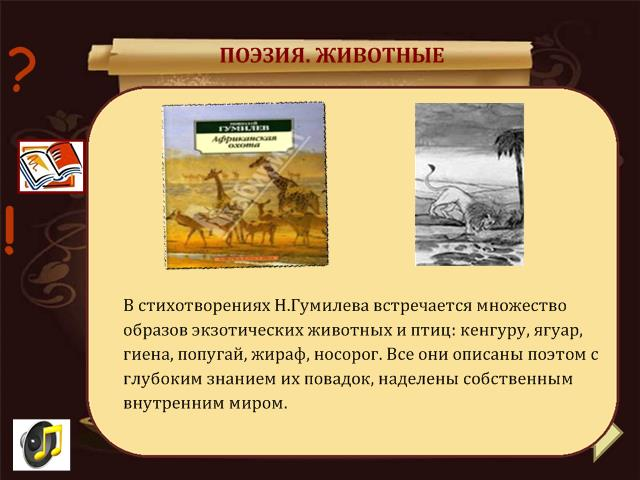 ПОЭЗИЯ. ЖИВОТНЫЕ
?
!
ГУМИЛЕВ
Африканская
охота
В стихотворениях Н.Гумилева встречается множество
образов экзотических животных и птиц: кенгуру, ягуар,
гиена, попугай, жираф, носорог. Все они описаны поэтом с
глубоким знанием их повадок, наделены собственным
внутренним миром.